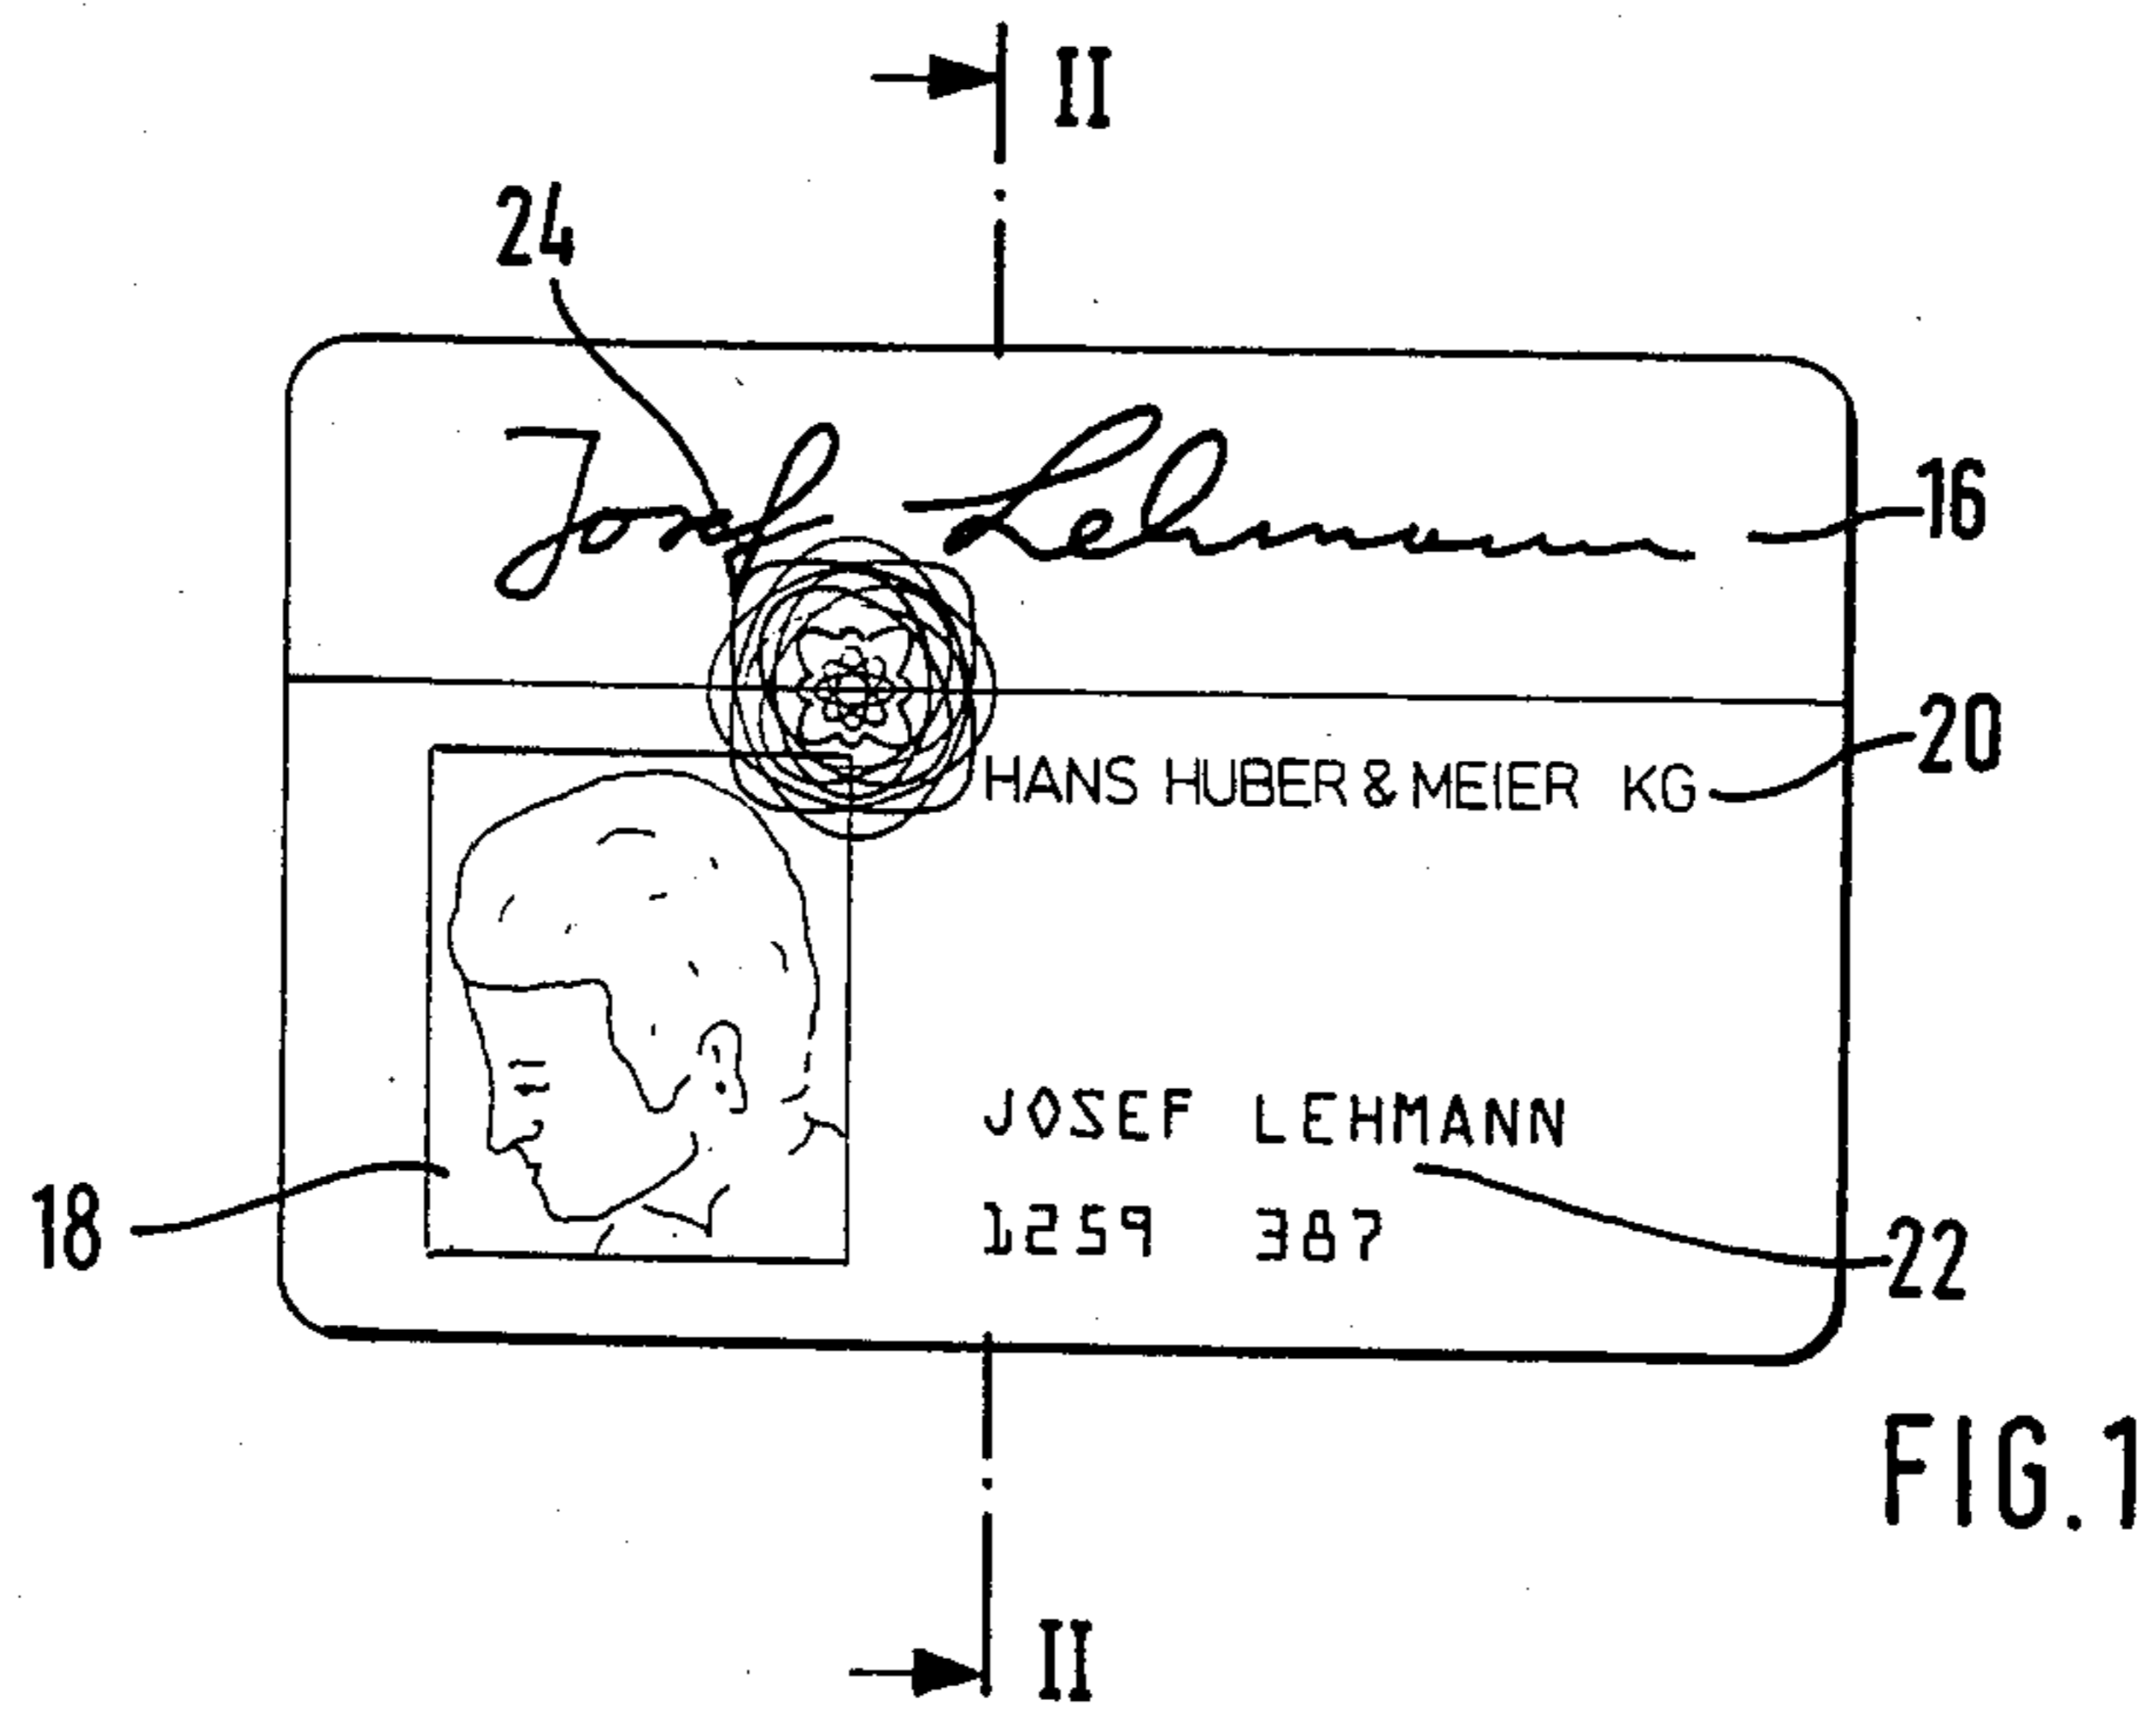 II
24
Josef Lehmann
16
20
HANS HUBER & MEIER KG
JOSEF LEHMANN
1259 387
18
22
FIG.1
II